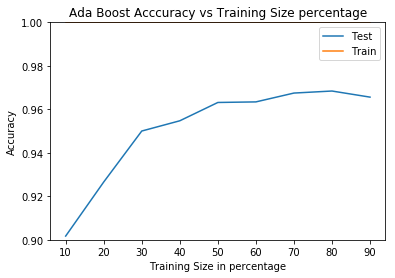 Ada Boost Acccuracy vs Training Size percentage
1.00
0.98
0.96
0.94
0.92
0.90
Accuracy
10 20 30 40 50 60 70 80 90
Training Size in percentage
Test
Train